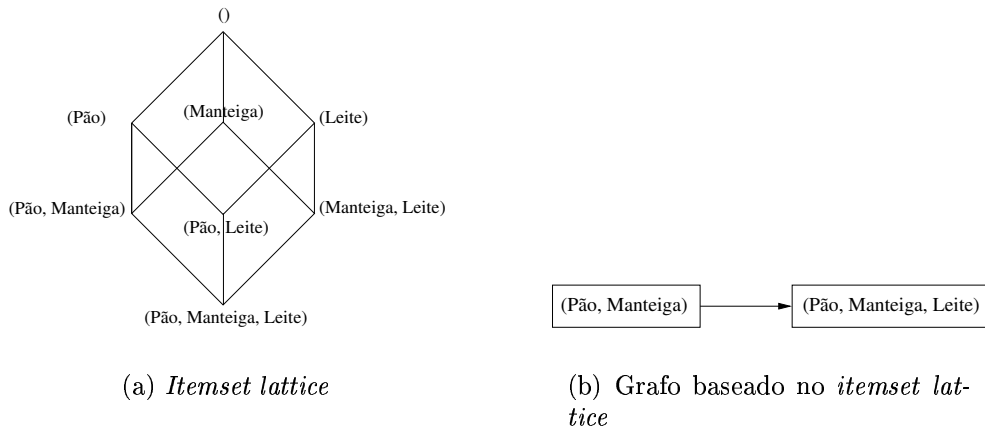 ()
(Pão)
(Manteiga)
(Leite)
(Pão, Manteiga)
(Pão, Leite)
(Manteiga, Leite)
(Pão, Manteiga, Leite)
(a) Itemset lattice
(Pão, Manteiga)
(Pão, Manteiga, Leite)
(b) Grafo baseado no itemset lat-
tice